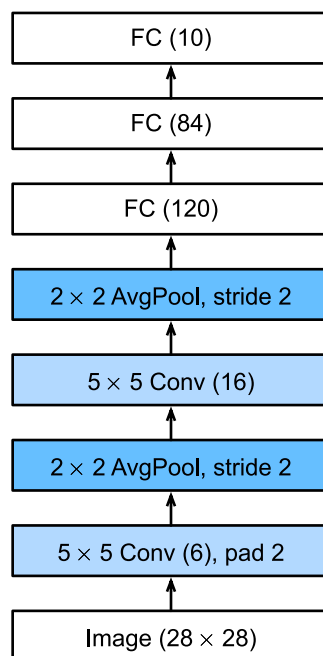 FC (10)
FC (84)
FC (120)
2 × 2 AvgPool, stride 2
5 × 5 Conv (16)
2 × 2 AvgPool, stride 2
5 × 5 Conv (6), pad 2
Image (28 × 28)